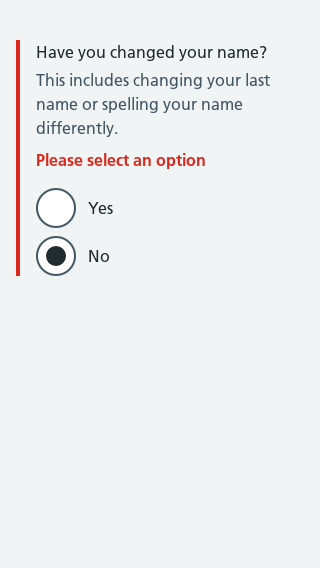 Have you changed your name?
This includes changing your last
name or spelling your name
differently.
Please select an option
Yes
No